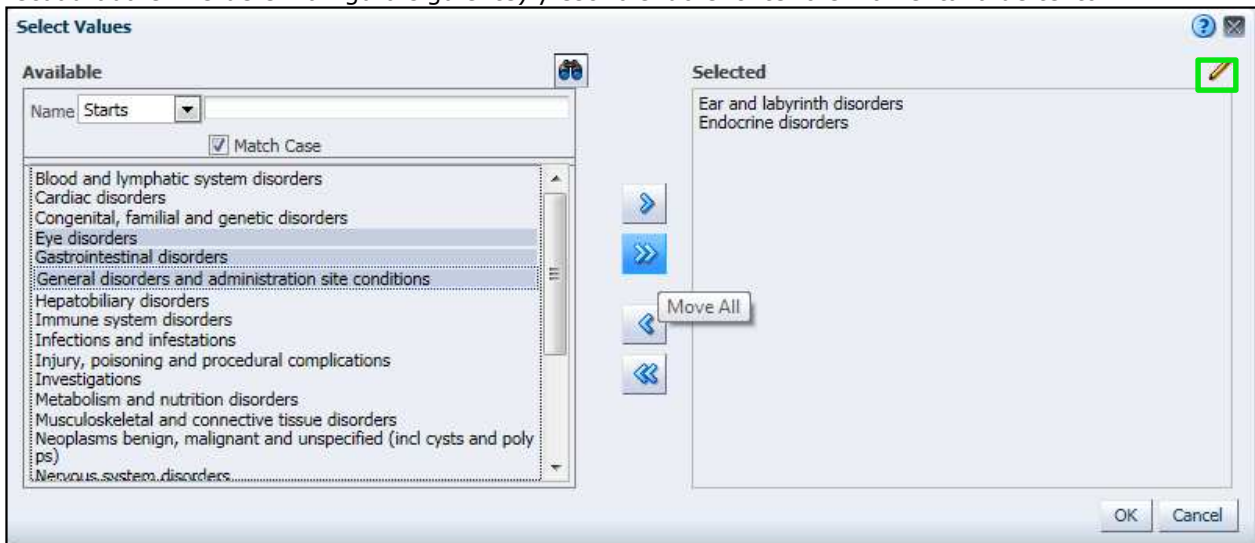 Select Values
Available
Selected
Name Starts
Match Case
Blood and lymphatic system disorders
Cardiac disorders
Congenital, familial and genetic disorders
Eye disorders
Gastrointestinal disorders
General disorders and administration site conditions
Hepatobiliary disorders
Immune system disorders
Infections and infestations
Injury, poisoning and procedural complications
Investigations
Metabolism and nutrition disorders
Musculoskeletal and connective tissue disorders
Neoplasms benign, malignant and unspecified (incl cysts and poly
ps)
Nervous system disorders
Move All
Ear and labyrinth disorders
Endocrine disorders
OK Cancel